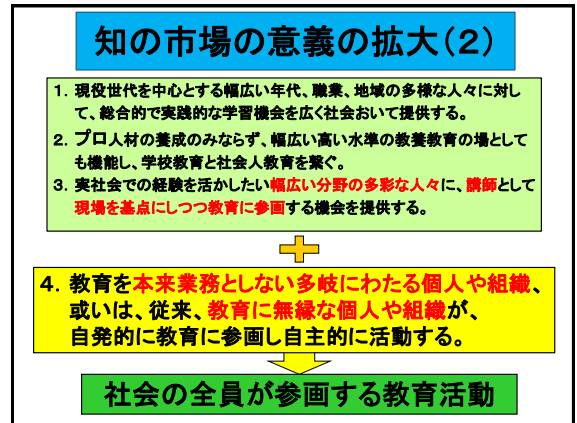 知の市場の意義の拡大（2）
1. 現役世代を中心とする幅広い年代、職業、地域の多様な人々に対し
て、総合的で実践的な学習機会を広く社会おいて提供する。
2. プロ人材の養成のみならず、幅広い高い水準の教養教育の場として
も機能し、学校教育と社会人教育を繋ぐ。
3. 実社会での経験を活かしたい幅広い分野の多彩な人々に、講師として
現場を基点にしつつ教育に参画する機会を提供する。
4. 教育を本来業務としない多岐にわたる個人や組織、
或いは、従来、教育に無縁な個人や組織が、
自発的に教育に参画し自主的に活動する。
社会の全員が参画する教育活動